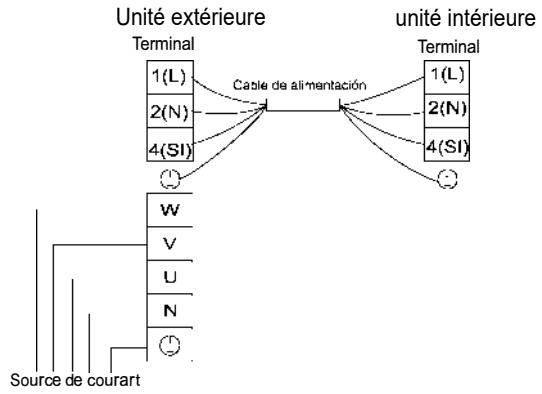 Unité extérieure
unité intérieure
Terminal
Terminal
1(L)
2(N)
4(SI)
Cable de alimentación
1(L)
2(N)
4(SI)
W
V
U
N
Source de courart